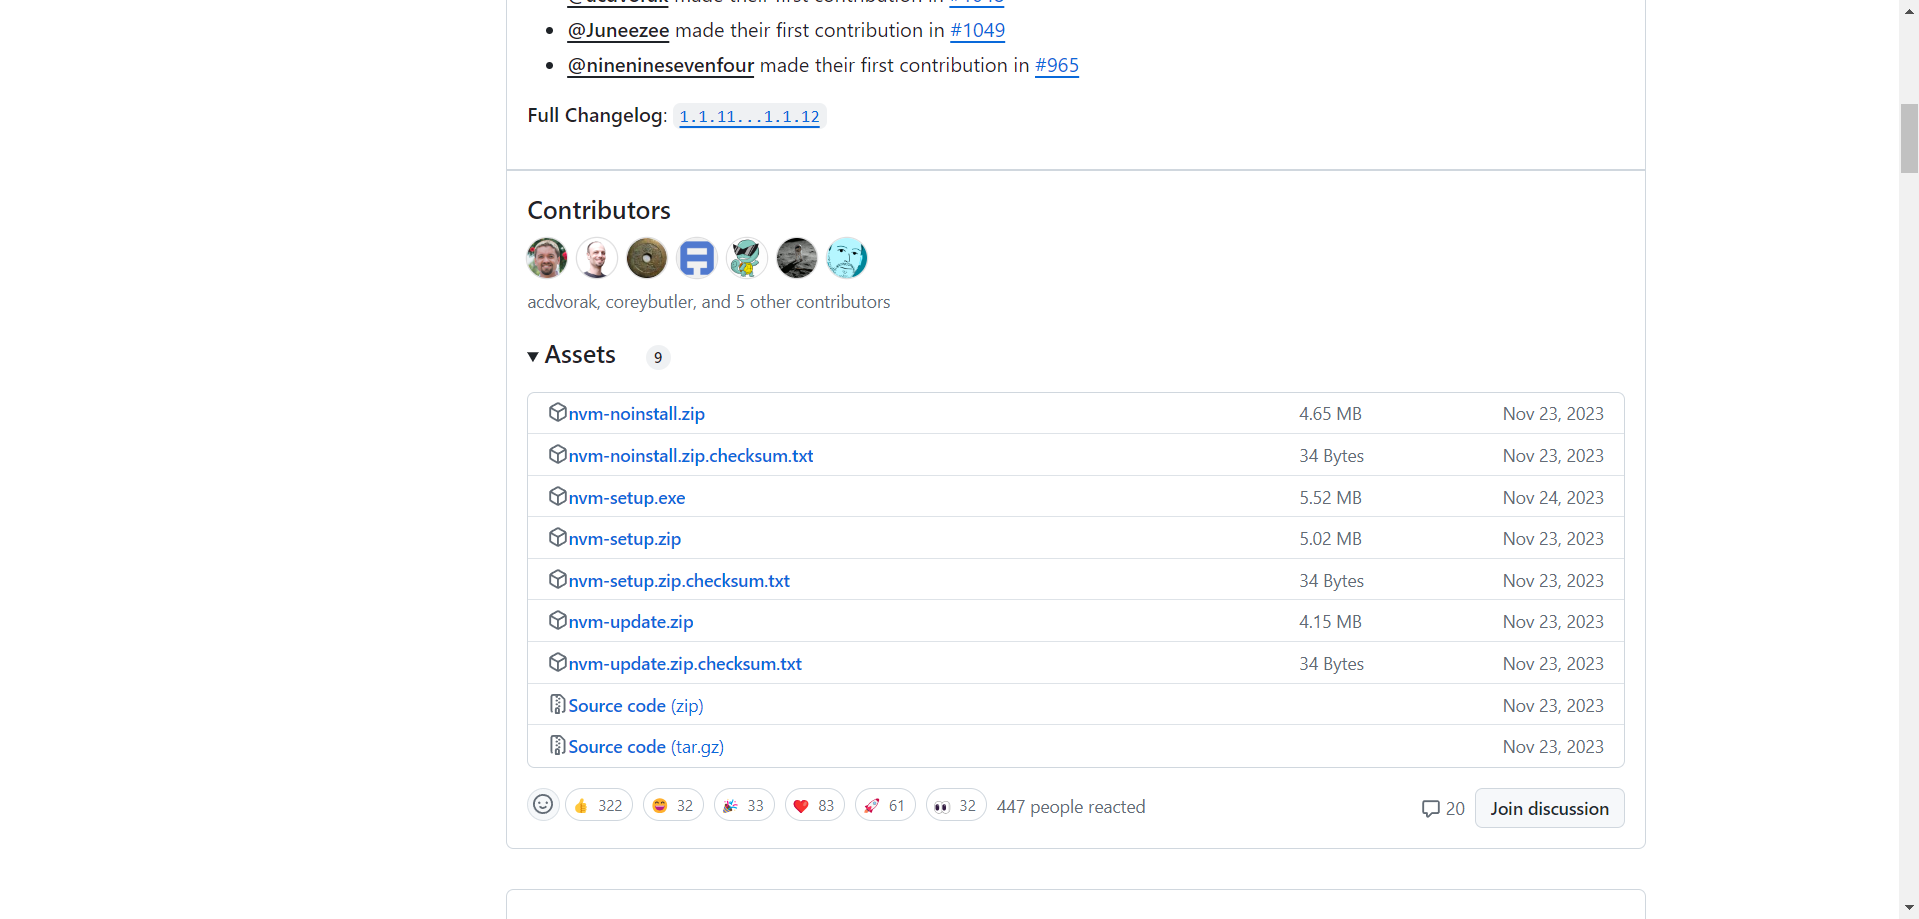 @acdvorak made their first contribution in #1048
@Juneezee made their first contribution in #1049
@nineninesevenfour made their first contribution in #965
Full Changelog: 1.1.11...1.1.12
Contributors
acdvorak, coreybutler, and 5 other contributors
Assets 9
nvm-noinstall.zip 4.65 MB Nov 23, 2023
nvm-noinstall.zip.checksum.txt 34 Bytes Nov 23, 2023
nvm-setup.exe 5.52 MB Nov 24, 2023
nvm-setup.zip 5.02 MB Nov 23, 2023
nvm-setup.zip.checksum.txt 34 Bytes Nov 23, 2023
nvm-update.zip 4.15 MB Nov 23, 2023
nvm-update.zip.checksum.txt 34 Bytes Nov 23, 2023
Source code (zip) Nov 23, 2023
Source code (tar.gz) Nov 23, 2023
322 32 33 83 61 32 447 people reacted 20 Join discussion